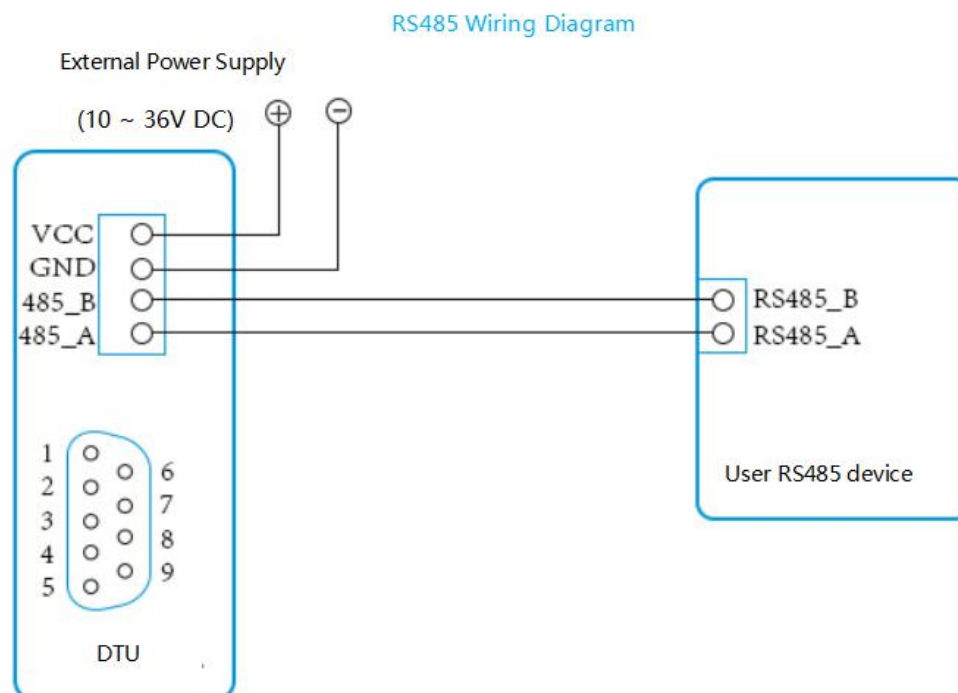 RS485 Wiring Diagram
External Power Supply
(10 ~ 36V DC)
VCC
GND
485_B
485_A
RS485_B
RS485_A
1
6
2
7
3
8
4
9
5
User RS485 device
DTU